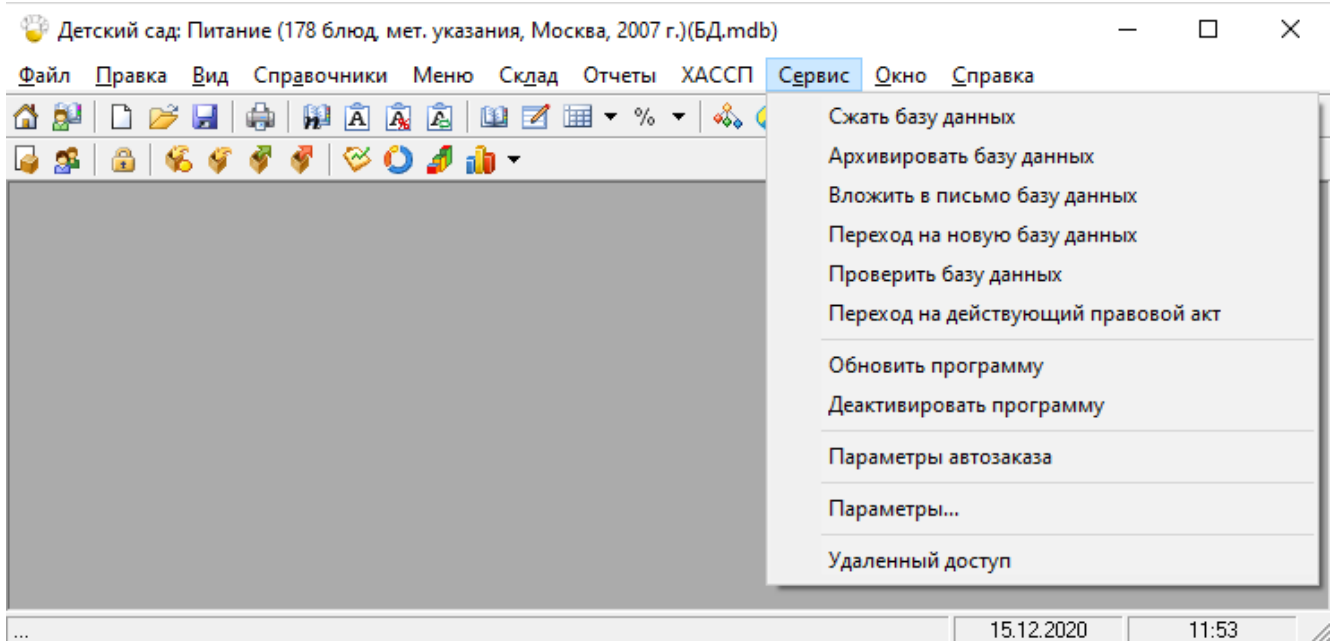 Детский сад: Питание (178 блюд, мет. указания, Москва, 2007 г.)(БД.mdb)
Файл Правка Вид Справочники Меню Склад Отчеты ХАССП Сервис Окно Справка
Сжать базу данных
Архивировать базу данных
Вложить в письмо базу данных
Переход на новую базу данных
Проверить базу данных
Переход на действующий правовой акт
Обновить программу
Деактивировать программу
Параметры автозаказа
Параметры...
Удаленный доступ
... 15.12.2020 11:53